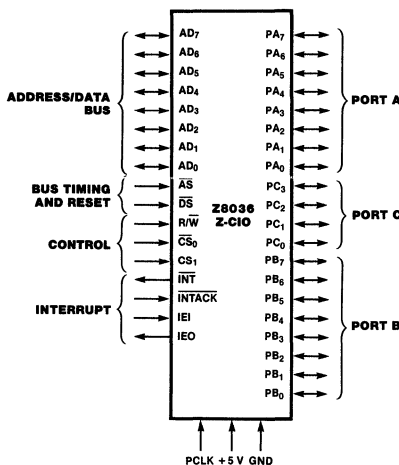 ADDRESS/DATA
BUS
BUS TIMING
AND RESET
CONTROL
INTERRUPT
AD7
AD6
AD5
AD4
AD3
AD2
AD1
AD0
AS
DS
R/W
CS0
CS1
INT
INTACK
IEI
IEO
Z8036
Z-CIO
PA7
PA6
PA5
PA4
PA3
PA2
PA1
PA0
PC3
PC2
PC1
PC0
PB7
PB6
PB5
PB4
PB3
PB2
PB1
PB0
PORT A
PORT C
PORT B
PCLK +5 V GND